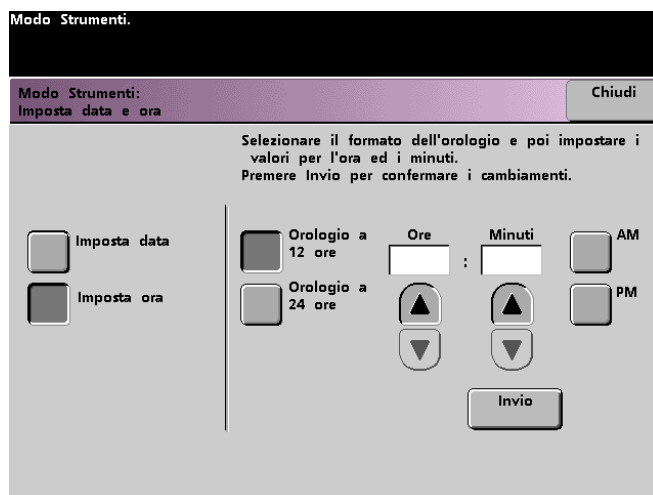 Modo Strumenti.
Modo Strumenti:
Imposta data e ora
Chiudi
Selezionare il formato dell'orologio e poi impostare i
valori per l'ora ed i minuti.
Premere Invio per confermare i cambiamenti.
Imposta data
Imposta ora
Orologio a
12 ore
Orologio a
24 ore
Ore
:
Minuti
AM
PM
Invio